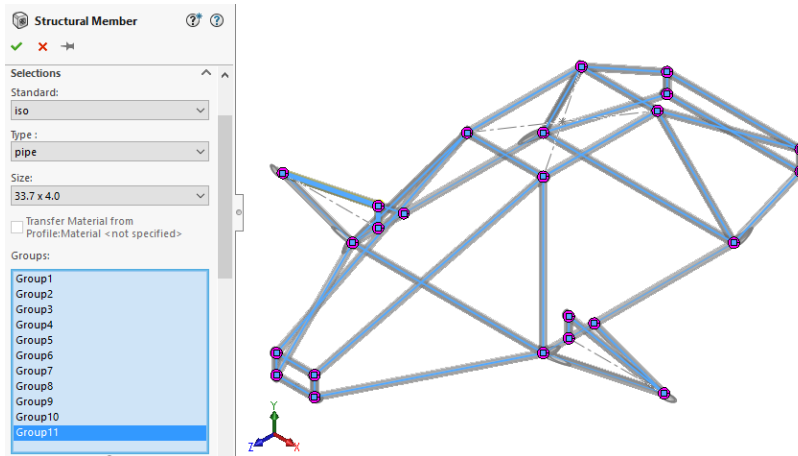 Structural Member
Selections
Standard:
iso
Type :
pipe
Size:
33.7 x 4.0
Transfer Material from
Profile:Material <not specified>
Groups:
Group1
Group2
Group3
Group4
Group5
Group6
Group7
Group8
Group9
Group10
Group11
Y
Z
X